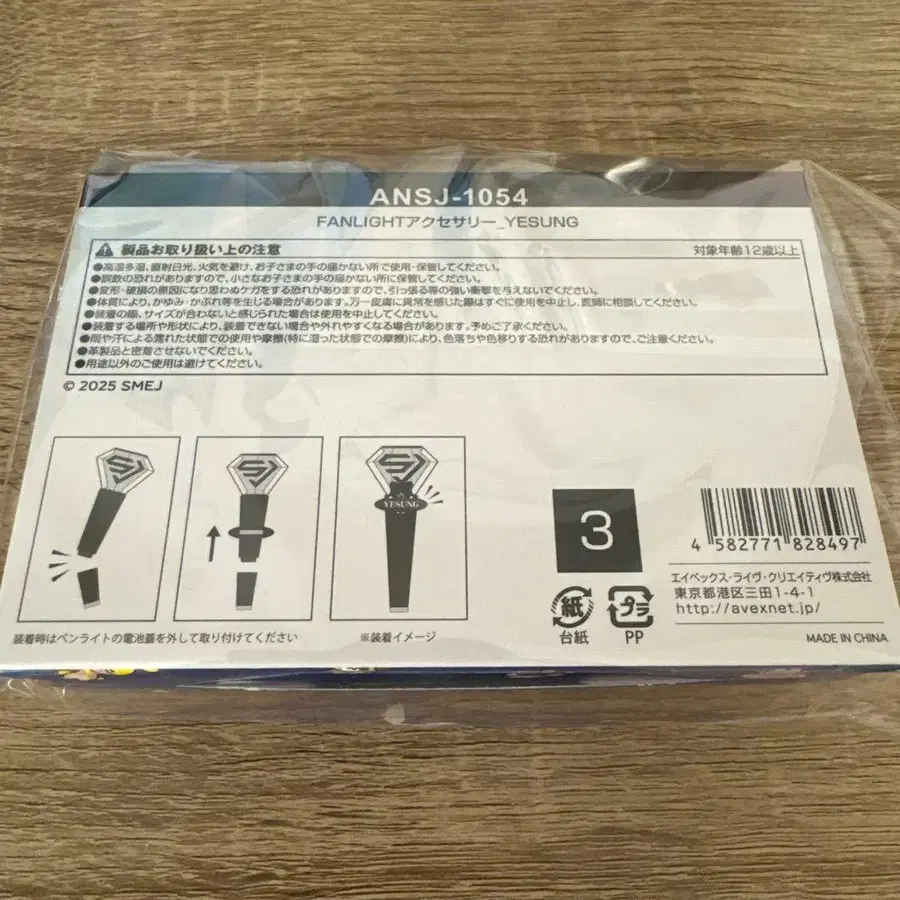 ANSJ-1054
FANLIGHTアクセサリー_YESUNG
製品お取り扱い上の注意
対象年齢12歳以上
●高温多湿、直射日光、火気を避け、お子さまの手の届かない所で使用・保管してください。
●誤飲の恐れがありますので、小さなお子さまの手の届かない所に保管してください。
●変形・破損の原因になり思わぬケガをする恐れがありますので、引っ張る等の強い衝撃を与えないでください。
●体質により、かゆみ・かぶれ等を生じる場合があります。万一皮膚に異常を感じた際はすぐに使用を中止し、医師に相談してください。
●装着の際、サイズが合わないと感じられた場合は使用を中止してください。
●装着する場所や形状により、装着できない場合や外れやすくなる場合があります。予めご了承ください。
●雨や汗による濡れた状態での使用や摩擦(特に湿った状態での摩擦)により、色落ちや色移りする恐れがありますので、ご注意ください。
●革製品と密着させないでください。
●用途以外のご使用は避けてください。
© 2025 SMEJ
SJ
SJ
SJ
YESUNG
装着時はペンライトの電池蓋を外して取り付けてください
※装着イメージ
3
紙
台紙
プラ
PP
4 582771 828497
エイベックス・ライヴ・クリエイティヴ株式会社
東京都港区三田1-4-1
http://avexnet.jp/
MADE IN CHINA